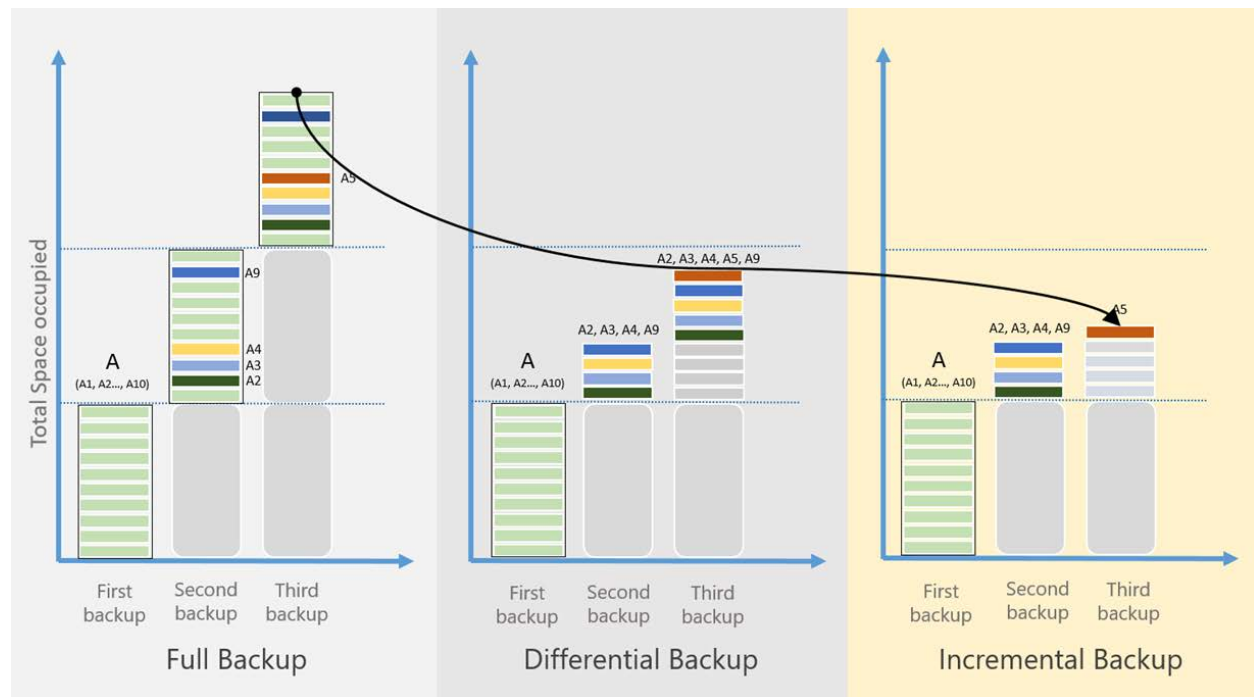 Total Space occupied
A5
A9
A4
A3
A2
A
(A1, A2..., A10)
First
backup
Second
backup
Third
backup
Full Backup
A2, A3, A4, A5, A9
A2, A3, A4, A9
A
(A1, A2..., A10)
First
backup
Second
backup
Third
backup
Differential Backup
A5
A2, A3, A4, A9
A
(A1, A2..., A10)
First
backup
Second
backup
Third
backup
Incremental Backup